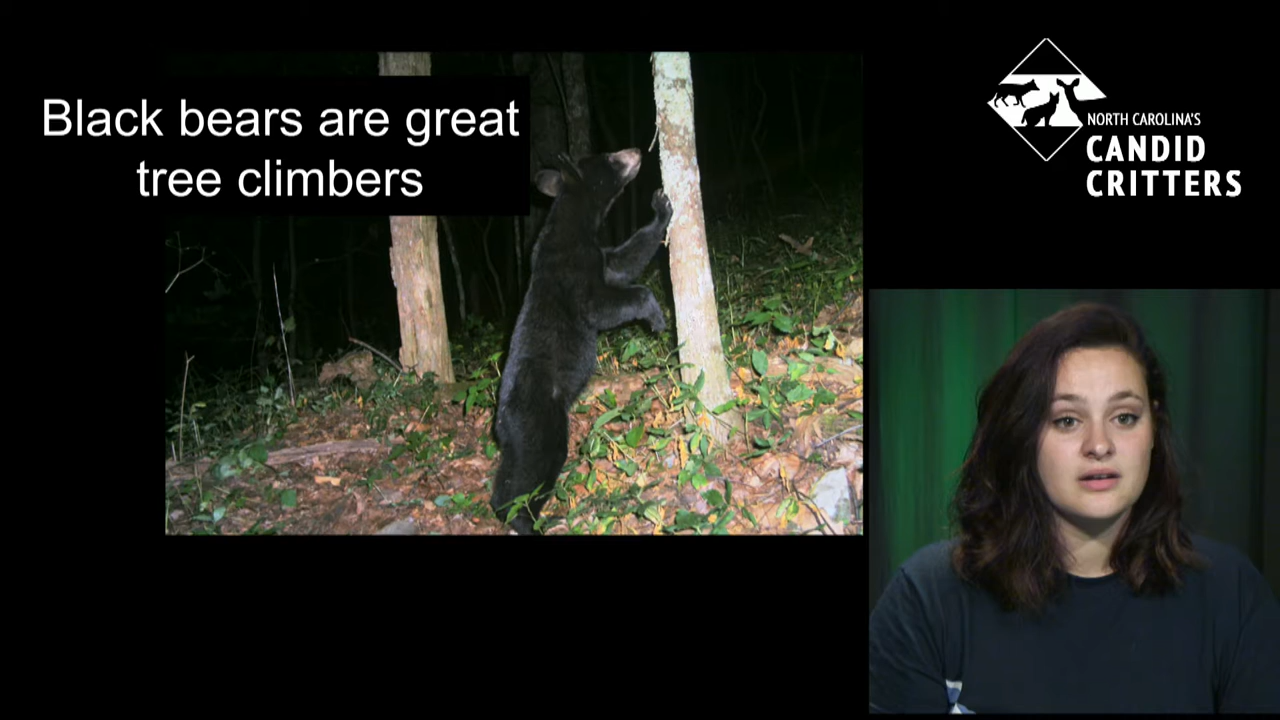 Black bears are great
tree climbers
NORTH CAROLINA'S
CANDID
CRITTERS